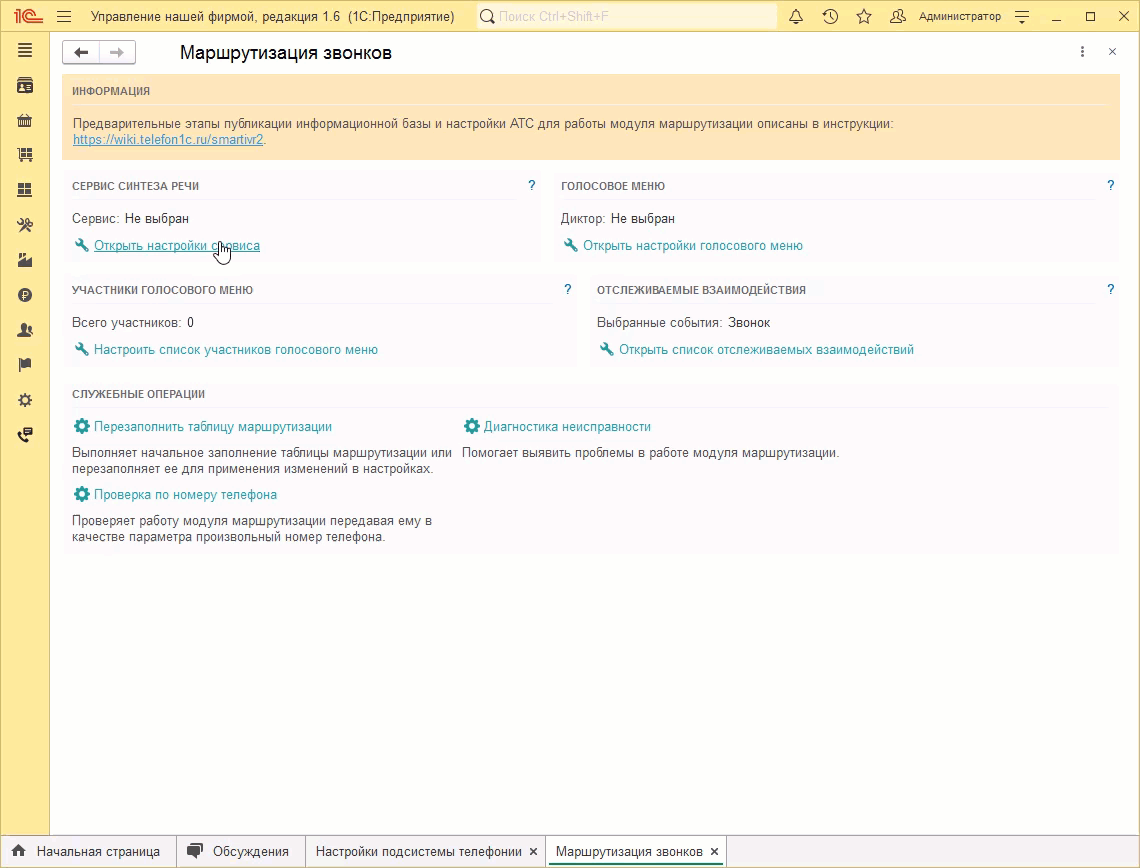 1С Управление нашей фирмой, редакция 1.6 (1С:Предприятие) Поиск Ctrl+Shift+F Администратор
Маршрутизация звонков
ИНФОРМАЦИЯ
Предварительные этапы публикации информационной базы и настройки АТС для работы модуля маршрутизации описаны в инструкции:
https://wiki.telefon1c.ru/smartivr2.
СЕРВИС СИНТЕЗА РЕЧИ ?
Сервис: Не выбран
Открыть настройки сервиса
ГОЛОСОВОЕ МЕНЮ ?
Диктор: Не выбран
Открыть настройки голосового меню
УЧАСТНИКИ ГОЛОСОВОГО МЕНЮ ?
Всего участников: 0
Настроить список участников голосового меню
ОТСЛЕЖИВАЕМЫЕ ВЗАИМОДЕЙСТВИЯ ?
Выбранные события: Звонок
Открыть список отслеживаемых взаимодействий
СЛУЖЕБНЫЕ ОПЕРАЦИИ
Перезаполнить таблицу маршрутизации
Выполняет начальное заполнение таблицы маршрутизации или
перезаполняет ее для применения изменений в настройках.
Диагностика неисправности
Помогает выявить проблемы в работе модуля маршрутизации.
Проверка по номеру телефона
Проверяет работу модуля маршрутизации передавая ему в
качестве параметра произвольный номер телефона.
Начальная страница Обсуждения Настройки подсистемы телефонии Маршрутизация звонков